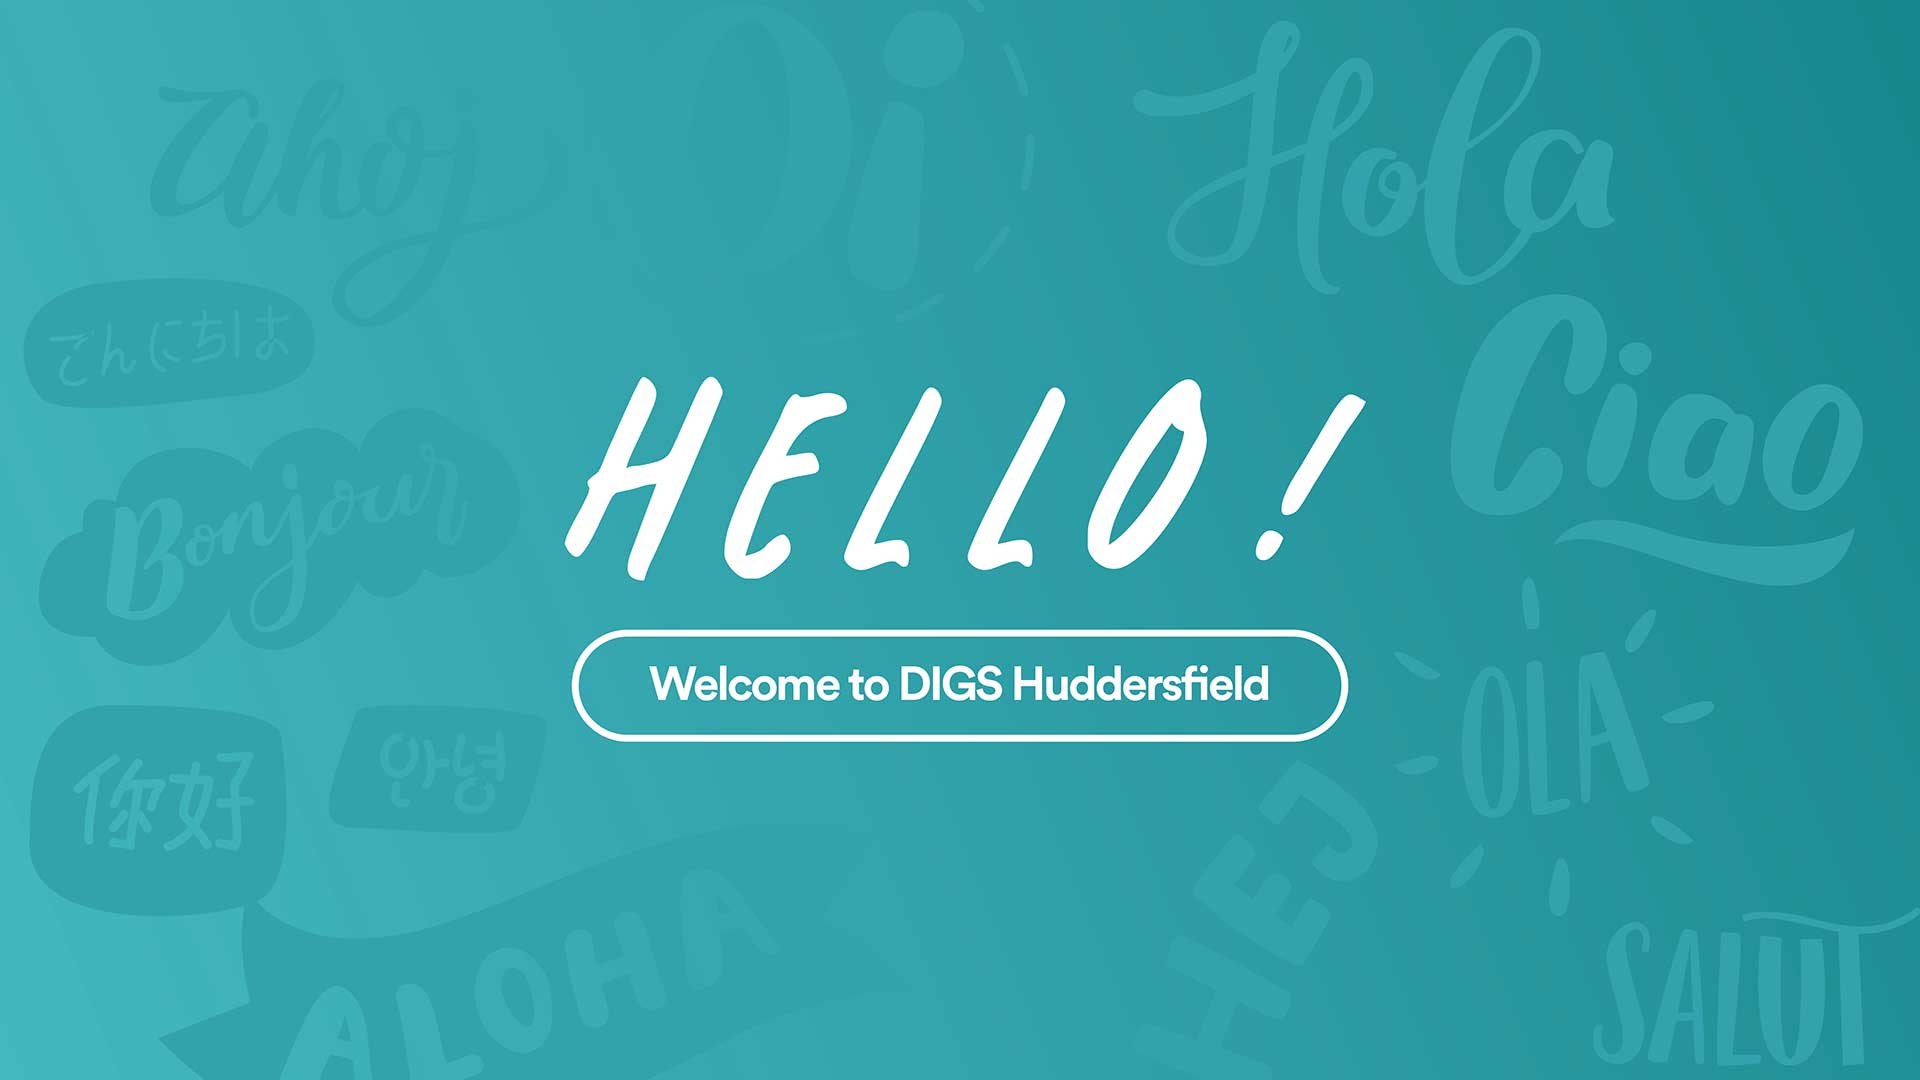 ahoj
Oi
Hola
こんにちは
Ciao
HELLO!
Bonjour
Welcome to DIGS Huddersfield
OLA
你好
안녕
HEJ
ALOHA
SALUT